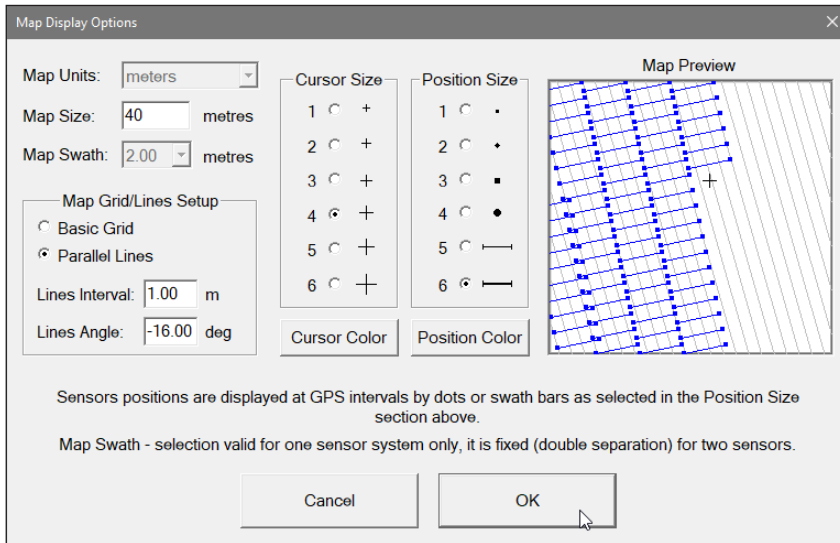 Map Display Options
Map Units: meters
Map Size: 40 metres
Map Swath: 2.00 metres
Map Grid/Lines Setup
Basic Grid
Parallel Lines
Lines Interval: 1.00 m
Lines Angle: -16.00 deg
Cursor Size
1
2
3
4
5
6
Cursor Color
Position Size
1
2
3
4
5
6
Position Color
Map Preview
Sensors positions are displayed at GPS intervals by dots or swath bars as selected in the Position Size
section above.
Map Swath - selection valid for one sensor system only, it is fixed (double separation) for two sensors.
Cancel
OK